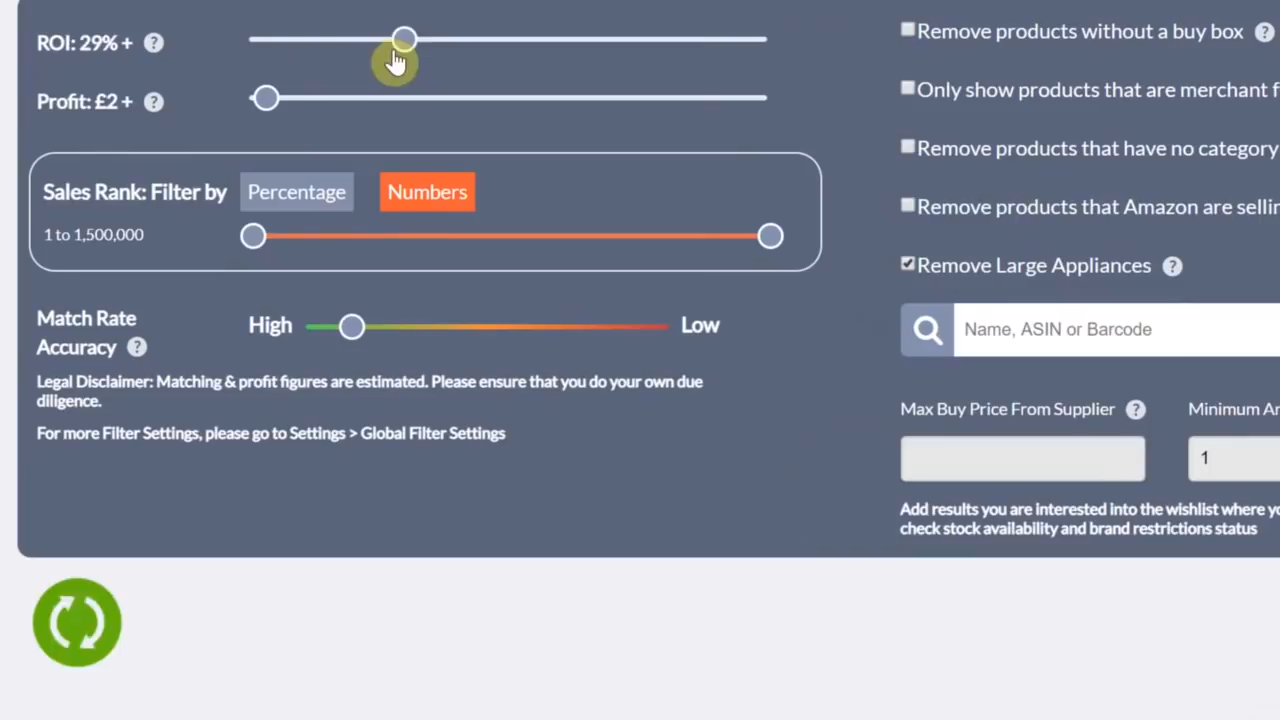 ROI: 29% +
Profit: £2 +
Sales Rank: Filter by Percentage Numbers
1 to 1,500,000
Match Rate
Accuracy
High Low
Legal Disclaimer: Matching & profit figures are estimated. Please ensure that you do your own due
diligence.
For more Filter Settings, please go to Settings > Global Filter Settings
Remove products without a buy box
Only show products that are merchant f
Remove products that have no category
Remove products that Amazon are sellin
Remove Large Appliances
Name, ASIN or Barcode
Max Buy Price From Supplier Minimum Am
1
Add results you are interested into the wishlist where yo
check stock availability and brand restrictions status